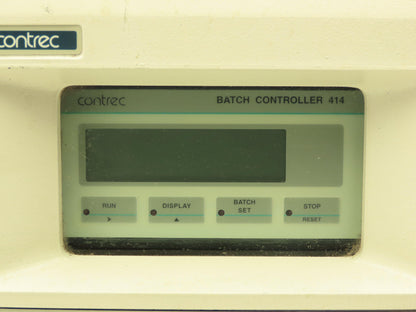 contrec
contrec BATCH CONTROLLER 414
RUN DISPLAY BATCH SET STOP
RESET